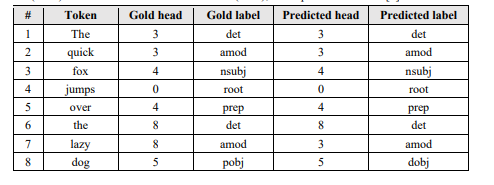 # Token Gold head Gold label Predicted head Predicted label
1 The 3 det 3 det
2 quick 3 amod 3 amod
3 fox 4 nsubj 4 nsubj
4 jumps 0 root 0 root
5 over 4 prep 4 prep
6 the 8 det 8 det
7 lazy 8 amod 3 amod
8 dog 5 pobj 5 dobj